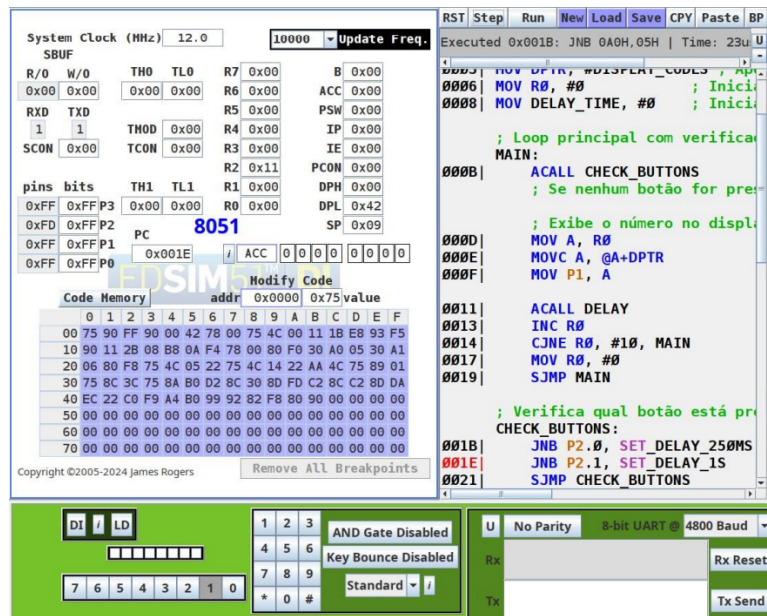 RST Step Run New Load Save CPY Paste BP
System Clock (MHz) 12.0 10000 Update Freq.
Executed 0x001B: JNB 0A0H,05H | Time: 23u U
-
SBUF
R/O W/O TH0 TL0 R7 0x00 B 0x00
0x00 0x00 0x00 0x00 R6 0x00 ACC 0x00
RXD TXD R5 0x00 PSW 0x00
1 1 TMOD 0x00 R4 0x00 IP 0x00
SCON 0x00 TCON 0x00 R3 0x00 IE 0x00
R2 0x11 PCON 0x00
pins bits TH1 TL1 R1 0x00 DPH 0x00
0xFF 0xFF P3 0x00 0x00 R0 0x00 DPL 0x42
0xFD 0xFF P2 8051 SP 0x09
0xFF 0xFF P1 PC
0xFF 0xFF P0 0x001E i ACC 0 0 0 0 0 0 0 0
EDSIM51 DI
Modify Code
Code Memory addr 0x0000 0x75 value
0 1 2 3 4 5 6 7 8 9 A B C D E F
00 75 90 FF 90 00 42 78 00 75 4C 00 11 1B E8 93 F5
10 90 11 2B 08 B8 0A F4 78 00 80 F0 30 A0 05 30 A1
20 06 80 F8 75 4C 05 22 75 4C 14 22 AA 4C 75 89 01
30 75 8C 3C 75 8A B0 D2 8C 30 8D FD C2 8C C2 8D DA
40 EC 22 C0 F9 A4 B0 99 92 82 F8 80 90 00 00 00 00
50 00 00 00 00 00 00 00 00 00 00 00 00 00 00 00 00
60 00 00 00 00 00 00 00 00 00 00 00 00 00 00 00 00
70 00 00 00 00 00 00 00 00 00 00 00 00 00 00 00 00
Copyright ©2005-2024 James Rogers Remove All Breakpoints
0003| MOV DPTR, #DISPLAY_CODES ; Apo
0006| MOV R0, #0 ; Inicia
0008| MOV DELAY_TIME, #0 ; Inicia
; Loop principal com verificaç
MAIN:
000B| ACALL CHECK_BUTTONS
; Se nenhum botão for pres
; Exibe o número no displa
000D| MOV A, R0
000E| MOVC A, @A+DPTR
000F| MOV P1, A
0011| ACALL DELAY
0013| INC R0
0014| CJNE R0, #10, MAIN
0017| MOV R0, #0
0019| SJMP MAIN
; Verifica qual botão está pre
CHECK_BUTTONS:
001B| JNB P2.0, SET_DELAY_250MS
001E| JNB P2.1, SET_DELAY_1S
0021| SJMP CHECK_BUTTONS
DI i LD
7 6 5 4 3 2 1 0
1 2 3
4 5 6
7 8 9
* 0 #
AND Gate Disabled
Key Bounce Disabled
Standard i
U No Parity 8-bit UART @ 4800 Baud
Rx Rx Reset
Tx Tx Send